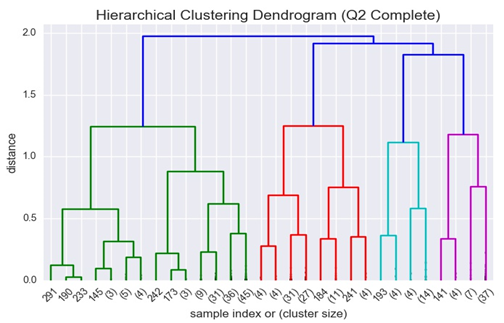 Hierarchical Clustering Dendrogram (Q2 Complete)
2.0
1.5
1.0
0.5
0.0
distance
291 190 233 145 (3) (5) (4) 242 173 (3) (9) (31) (36) (45) (4) (4) (31) (27) 184 (11) 241 (4) 193 (4) (4) (14) 141 (4) (7) (37)
sample index or (cluster size)